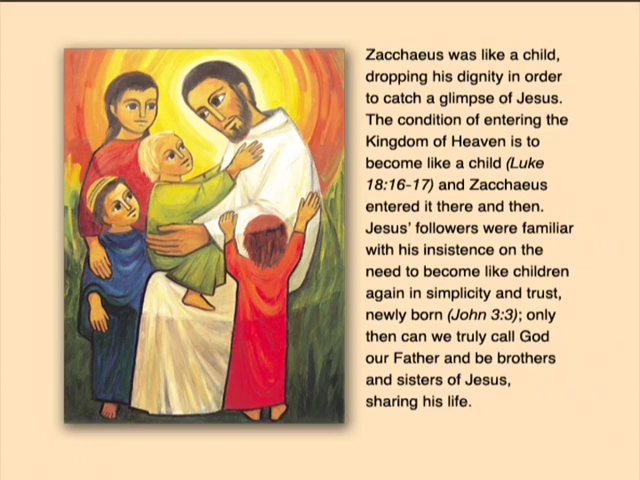 Zacchaeus was like a child,
dropping his dignity in order
to catch a glimpse of Jesus.
The condition of entering the
Kingdom of Heaven is to
become like a child (Luke
18:16-17) and Zacchaeus
entered it there and then.
Jesus’ followers were familiar
with his insistence on the
need to become like children
again in simplicity and trust,
newly born (John 3:3); only
then can we truly call God
our Father and be brothers
and sisters of Jesus,
sharing his life.